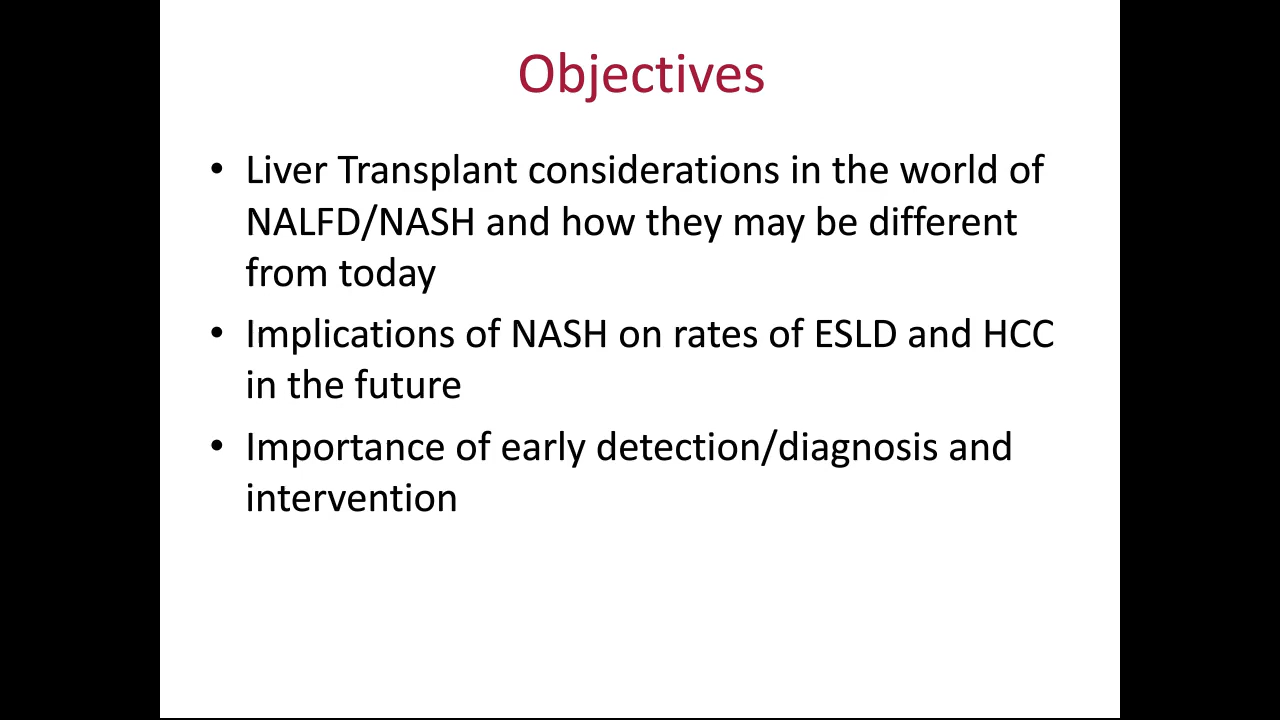 Objectives
• Liver Transplant considerations in the world of
NALFD/NASH and how they may be different
from today
• Implications of NASH on rates of ESLD and HCC
in the future
• Importance of early detection/diagnosis and
intervention